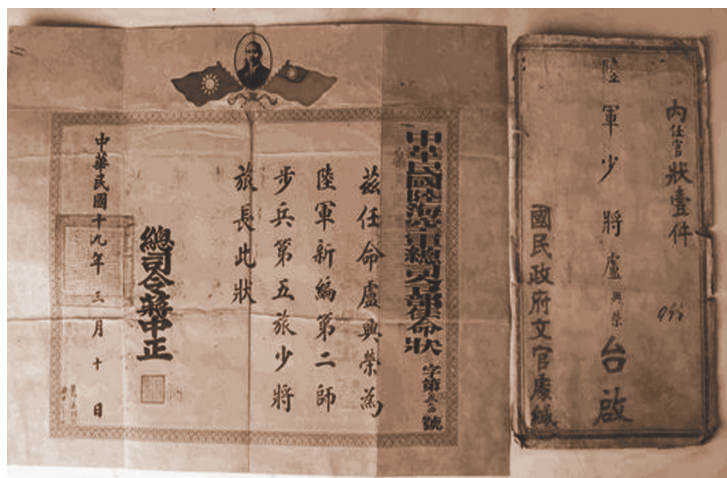 內任官狀壹件
陸軍少將盧興榮台啟
國民政府文官處緘
中華民國陸海空軍總司令部任命狀
字第號
茲任命盧興榮為
陸軍新編第二師
步兵第五旅少將
旅長此狀
總司令蔣中正
中華民國十九年三月十日